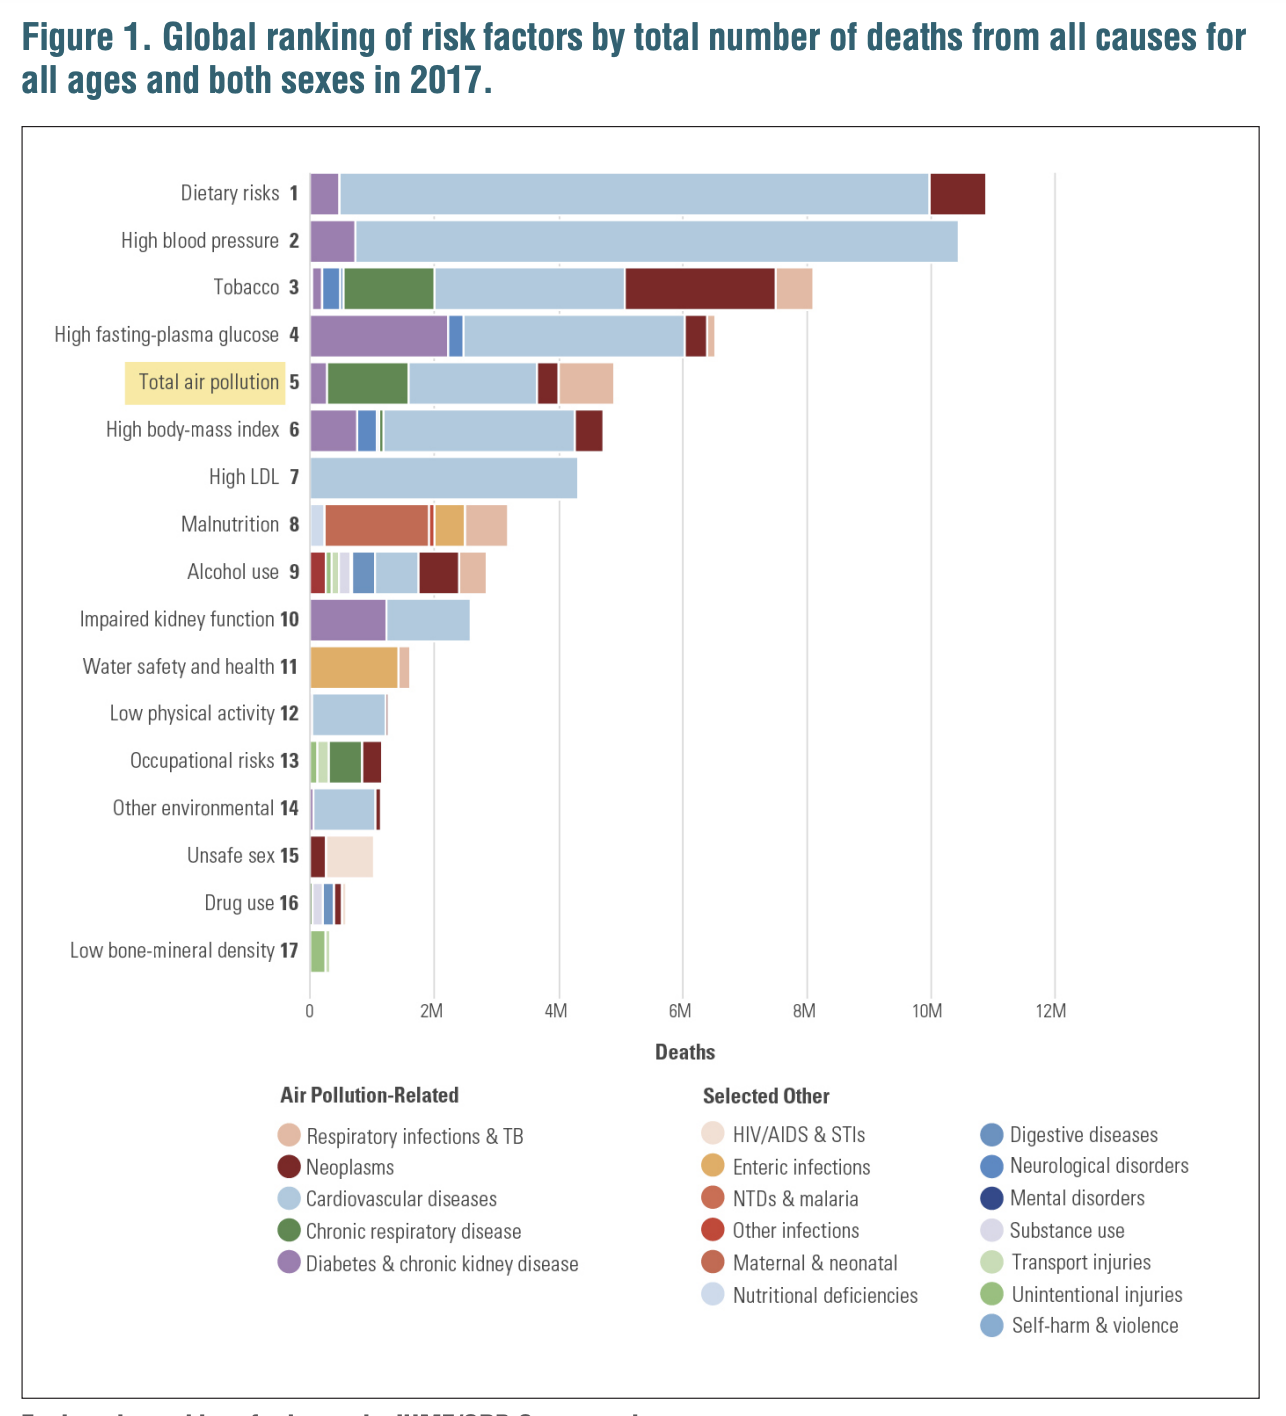 Figure 1. Global ranking of risk factors by total number of deaths from all causes for
all ages and both sexes in 2017.
Dietary risks 1
High blood pressure 2
Tobacco 3
High fasting-plasma glucose 4
Total air pollution 5
High body-mass index 6
High LDL 7
Malnutrition 8
Alcohol use 9
Impaired kidney function 10
Water safety and health 11
Low physical activity 12
Occupational risks 13
Other environmental 14
Unsafe sex 15
Drug use 16
Low bone-mineral density 17
0 2M 4M 6M 8M 10M 12M
Deaths
Air Pollution-Related
Respiratory infections & TB
Neoplasms
Cardiovascular diseases
Chronic respiratory disease
Diabetes & chronic kidney disease
Selected Other
HIV/AIDS & STIs
Enteric infections
NTDs & malaria
Other infections
Maternal & neonatal
Nutritional deficiencies
Digestive diseases
Neurological disorders
Mental disorders
Substance use
Transport injuries
Unintentional injuries
Self-harm & violence